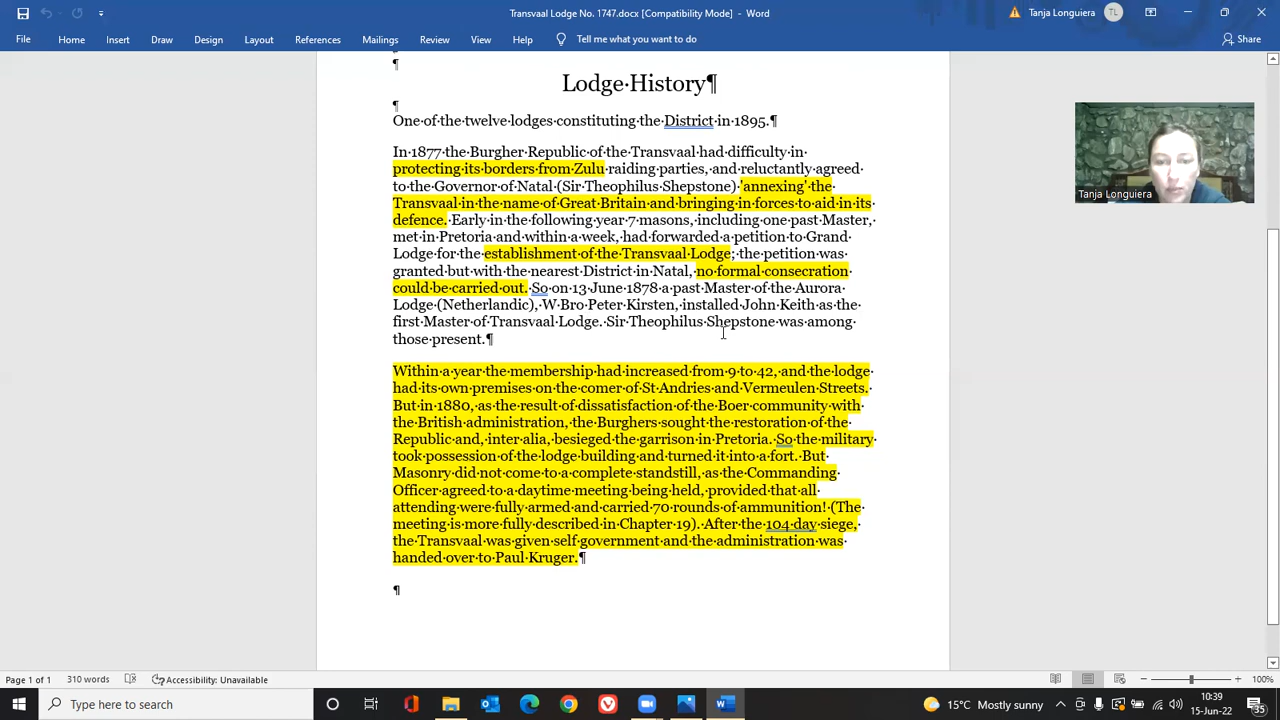 Transvaal Lodge No. 1747.docx [Compatibility Mode] - Word
Tanja Longuiera
File Home Insert Draw Design Layout References Mailings Review View Help Tell me what you want to do Share
Lodge History
One of the twelve lodges constituting the District in 1895.
In 1877 the Burgher Republic of the Transvaal had difficulty in
protecting its borders from Zulu raiding parties, and reluctantly agreed
to the Governor of Natal (Sir Theophilus Shepstone) 'annexing' the
Transvaal in the name of Great Britain and bringing in forces to aid in its
defence. Early in the following year 7 masons, including one past Master,
met in Pretoria and within a week, had forwarded a petition to Grand
Lodge for the establishment of the Transvaal Lodge; the petition was
granted but with the nearest District in Natal, no formal consecration
could be carried out. So on 13 June 1878 a past Master of the Aurora
Lodge (Netherlandic), W Bro Peter Kirsten, installed John Keith as the
first Master of Transvaal Lodge. Sir Theophilus Shepstone was among
those present.
Within a year the membership had increased from 9 to 42, and the lodge
had its own premises on the comer of St Andries and Vermeulen Streets.
But in 1880, as the result of dissatisfaction of the Boer community with
the British administration, the Burghers sought the restoration of the
Republic and, inter alia, besieged the garrison in Pretoria. So the military
took possession of the lodge building and turned it into a fort. But
Masonry did not come to a complete standstill, as the Commanding
Officer agreed to a daytime meeting being held, provided that all
attending were fully armed and carried 70 rounds of ammunition! (The
meeting is more fully described in Chapter 19). After the 104 day siege,
the Transvaal was given self government and the administration was
handed over to Paul Kruger.
Tanja Longuiera
Page 1 of 1 310 words Accessibility: Unavailable 100%
Type here to search 15°C Mostly sunny 10:39
15-Jun-22 35